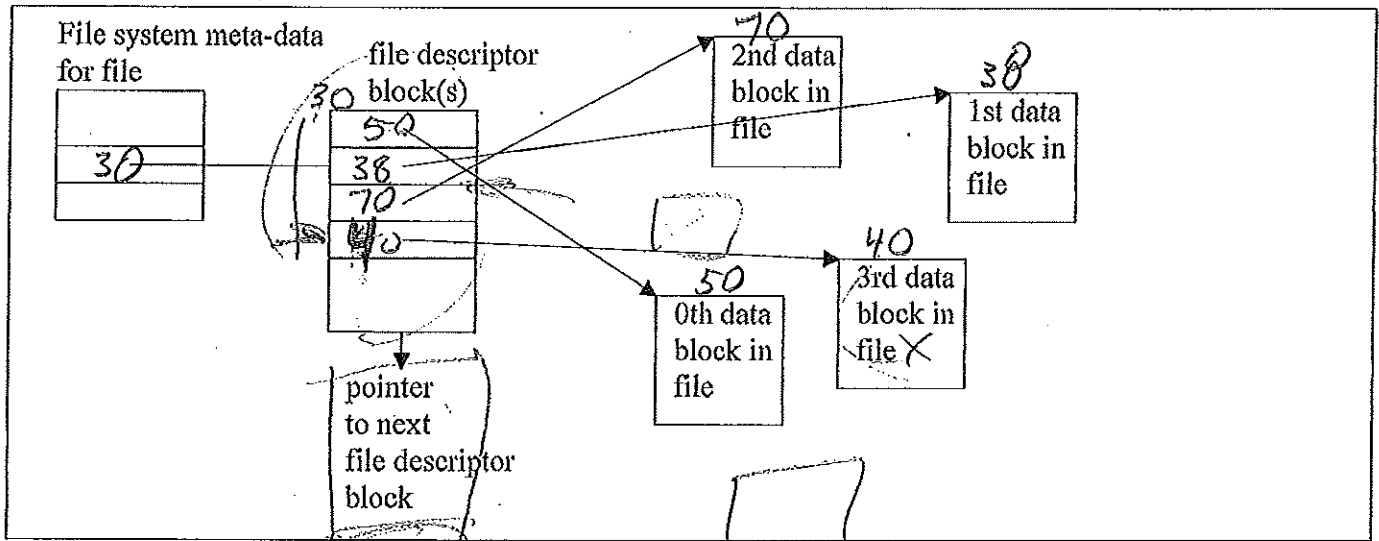 File system meta-data
for file
30
file descriptor
block(s)
30
50
38
70
40
pointer
to next
file descriptor
block
70
2nd data
block in
file
38
1st data
block in
file
50
0th data
block in
file
40
3rd data
block in
file X